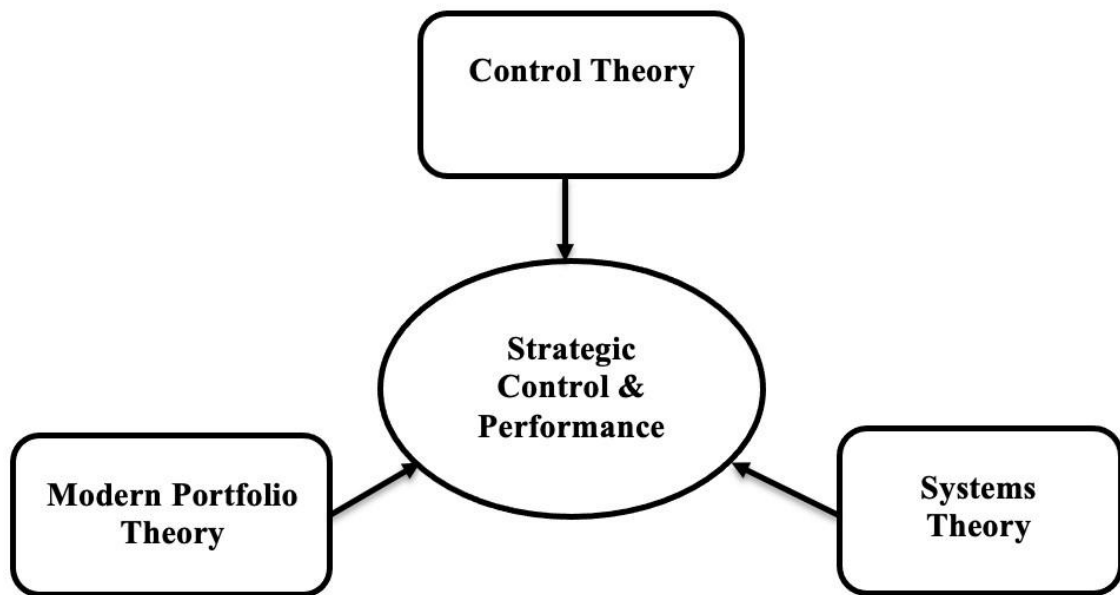 Control Theory
Strategic
Control &
Performance
Modern Portfolio
Theory
Systems
Theory